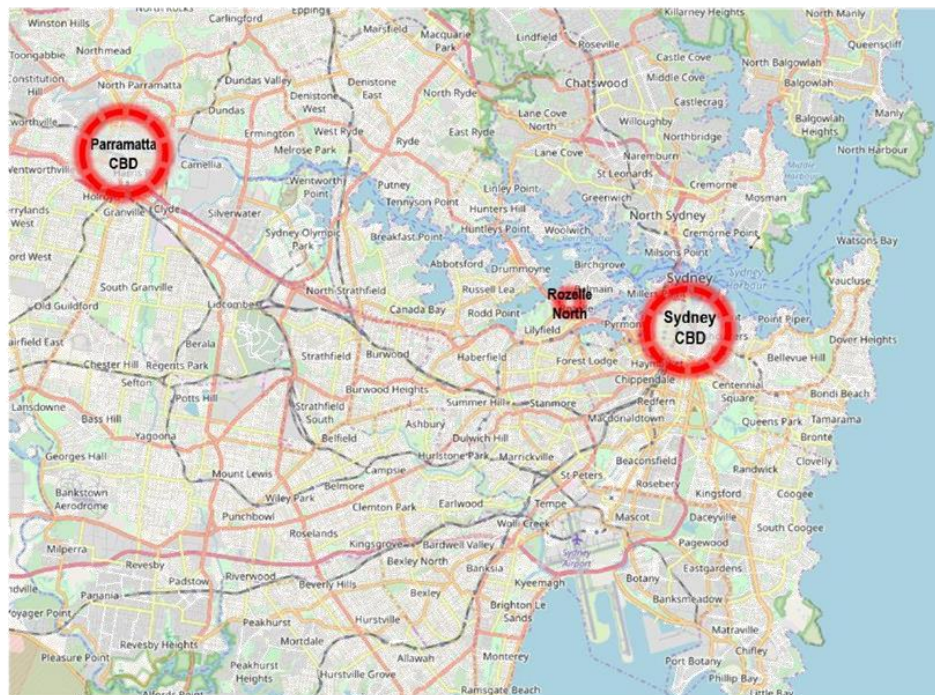 Winston Hills
North Rocks
Carlingford
Epping
Marsfield
Macquarie
Park
Lindfield
Roseville
Killarney Heights
North Manly
Queenscliff
Toongabbie
Northmead
Dundas Valley
Denistone
East
Castle Cove
North Balgowlah
Constitution
Hill
North Parramatta
Dundas
Denistone
West
North Ryde
Chatswood
Middle Cove
Balgowlah
Manly
Castlecrag
Balgowlah
Heights
Ermington
West Ryde
East Ryde
Lane Cove
North
Willoughby
North Harbour
Parramatta
CBD
Melrose Park
Northbridge
Wentworthville
Camellia
Lane Cove
Naremburn
Putney
Linley Point
St Leonards
Cremorne
Wentworth
Point
Tennyson Point
Greenwich
Mosman
Clyde
Granville
Silverwater
Hunters Hill
North Sydney
Huntleys Point
Woolwich
Cremorne Point
Sydney Olympic
Park
Breakfast Point
Milsons Point
Watsons Bay
Abbotsford
Drummoyne
Birchgrove
South Granville
North Strathfield
Russell Lea
Sydney
Sydney
Harbour
Vaucluse
Old Guildford
Lidcombe
Canada Bay
Rodd Point
Rozelle
North
Sydney
CBD
Point Piper
Lilyfield
Dover Heights
Berala
Burwood
Haberfield
Forest Lodge
Bellevue Hill
Chester Hill
Regents Park
Strathfield
Chippendale
Centennial
Square
Bondi Beach
Sefton
Potts Hill
Burwood Heights
Summer Hill
Stanmore
Redfern
Lansdowne
Bass Hill
Strathfield
South
Ashbury
Macdonaldtown
Queens Park
Tamarama
Yagoona
Belfield
Dulwich Hill
Bronte
Georges Hall
Hurlstone Park
Marrickville
Beaconsfield
Randwick
Clovelly
Mount Lewis
Campsie
St Peters
Rosebery
Kingsford
Coogee
Bankstown
Aerodrome
Wiley Park
Belmore
Earlwood
Tempe
Punchbowl
Clemton Park
Mascot
Daceyville
South Coogee
Roselands
Wolli Creek
Milperra
Kingsgrove
Bardwell Valley
Sydney
Airport
Pagewood
Revesby
Riverwood
Bexley North
Banksia
Eastgardens
Padstow
Beverly Hills
Kyeemagh
Botany
Panania
Bexley
Banksmeadow
Voyager Point
Brighton Le
Sands
Peakhurst
Hurstville
Matraville
Revesby Heights
Mortdale
Pleasure Point
Peakhurst
Heights
Allawah
Monterey
Chifley
Port Botany
Hurstville Grove
Phillip Bay
Ramsgate Beach
Little Bay